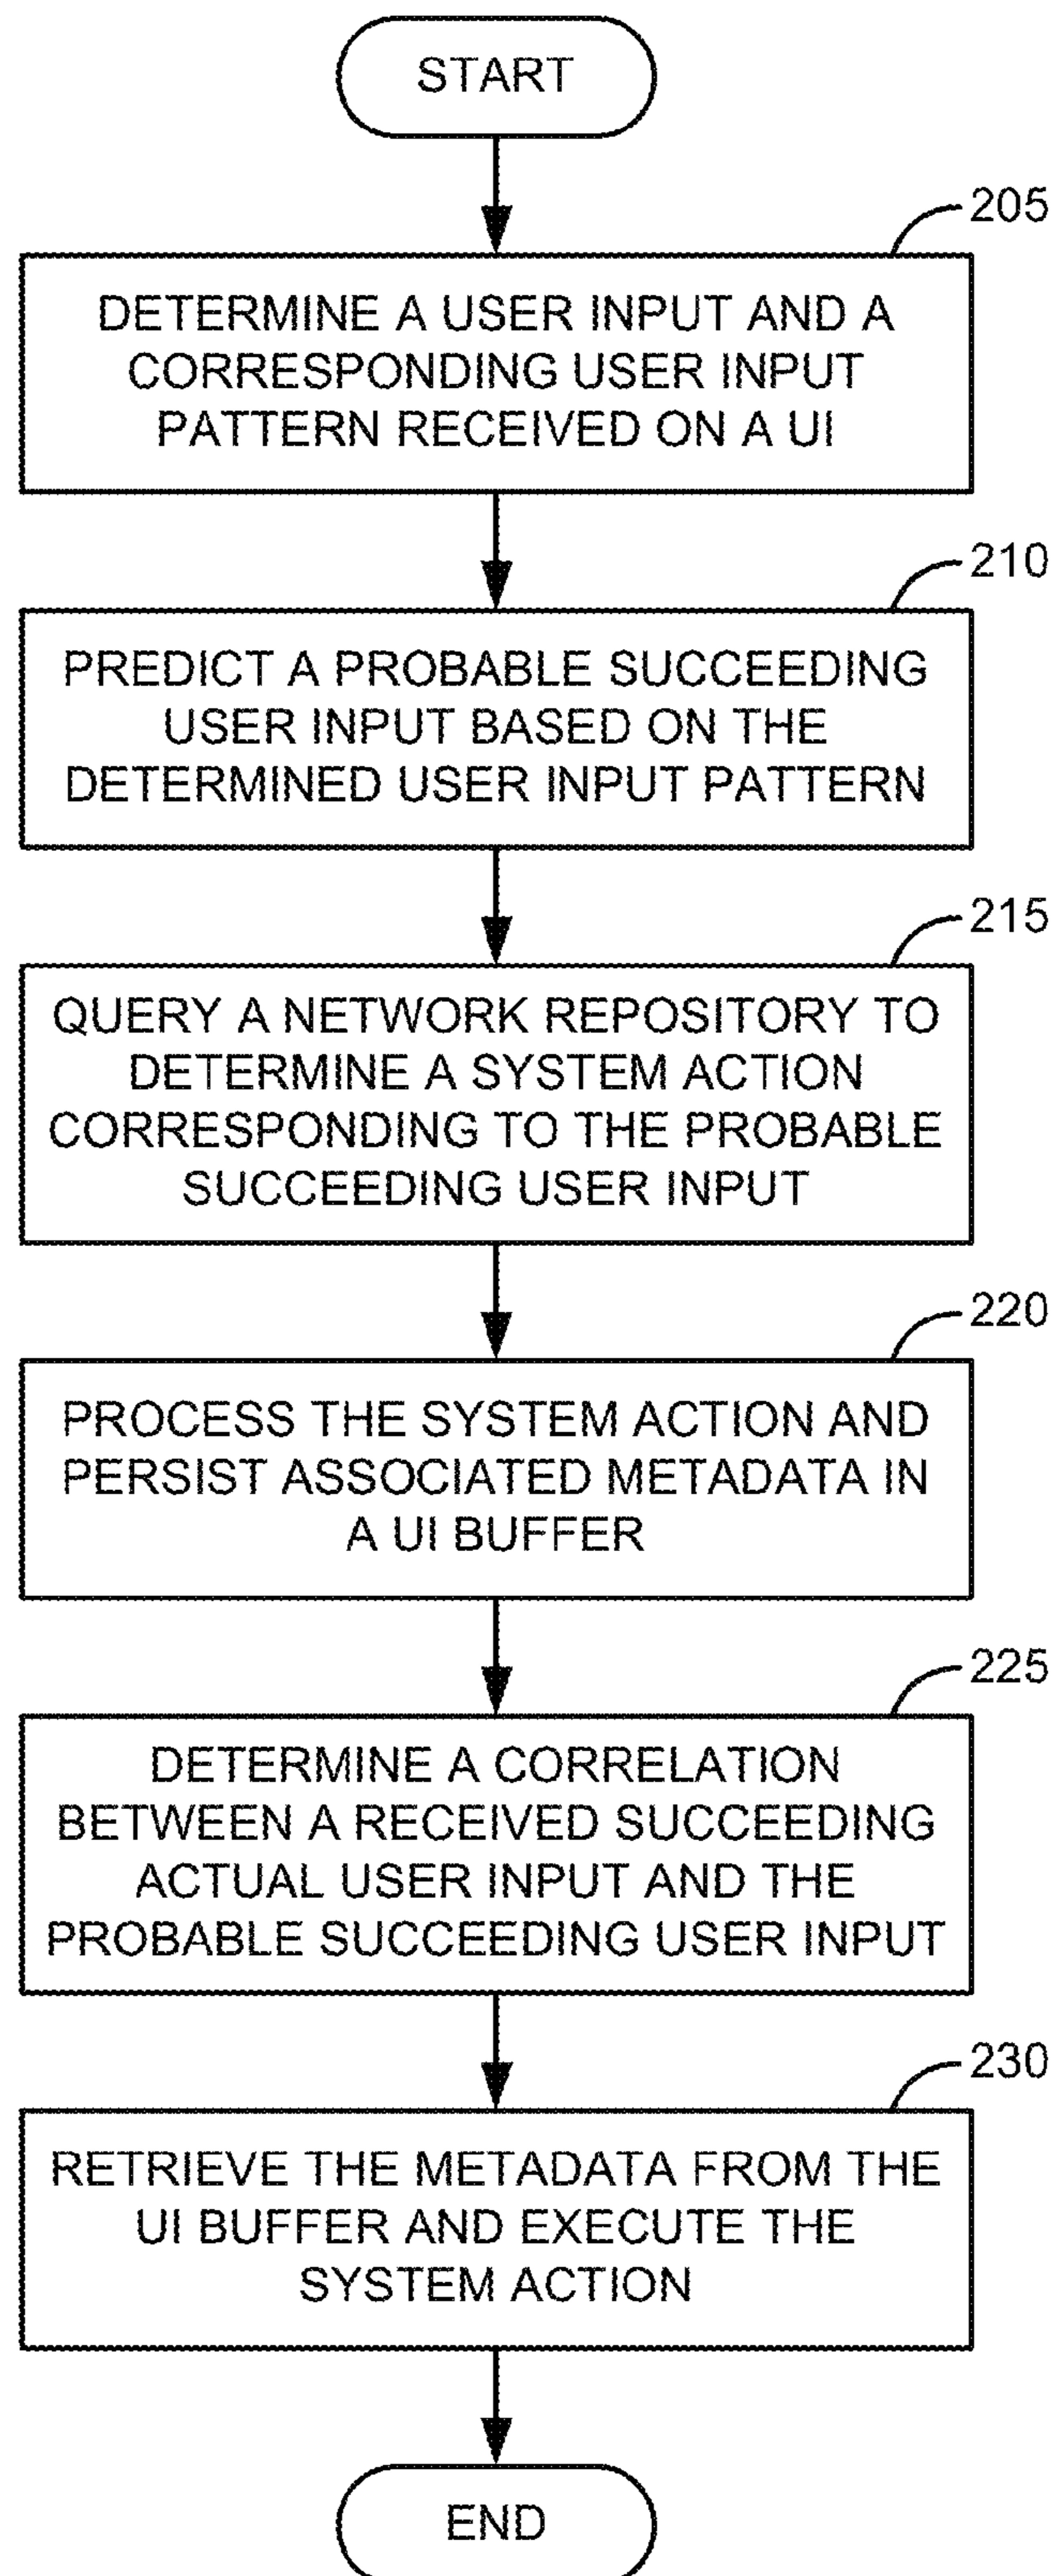 START
205
DETERMINE A USER INPUT AND A
CORRESPONDING USER INPUT
PATTERN RECEIVED ON A UI
210
PREDICT A PROBABLE SUCCEEDING
USER INPUT BASED ON THE
DETERMINED USER INPUT PATTERN
215
QUERY A NETWORK REPOSITORY TO
DETERMINE A SYSTEM ACTION
CORRESPONDING TO THE PROBABLE
SUCCEEDING USER INPUT
220
PROCESS THE SYSTEM ACTION AND
PERSIST ASSOCIATED METADATA IN
A UI BUFFER
225
DETERMINE A CORRELATION
BETWEEN A RECEIVED SUCCEEDING
ACTUAL USER INPUT AND THE
PROBABLE SUCCEEDING USER INPUT
230
RETRIEVE THE METADATA FROM THE
UI BUFFER AND EXECUTE THE
SYSTEM ACTION
END